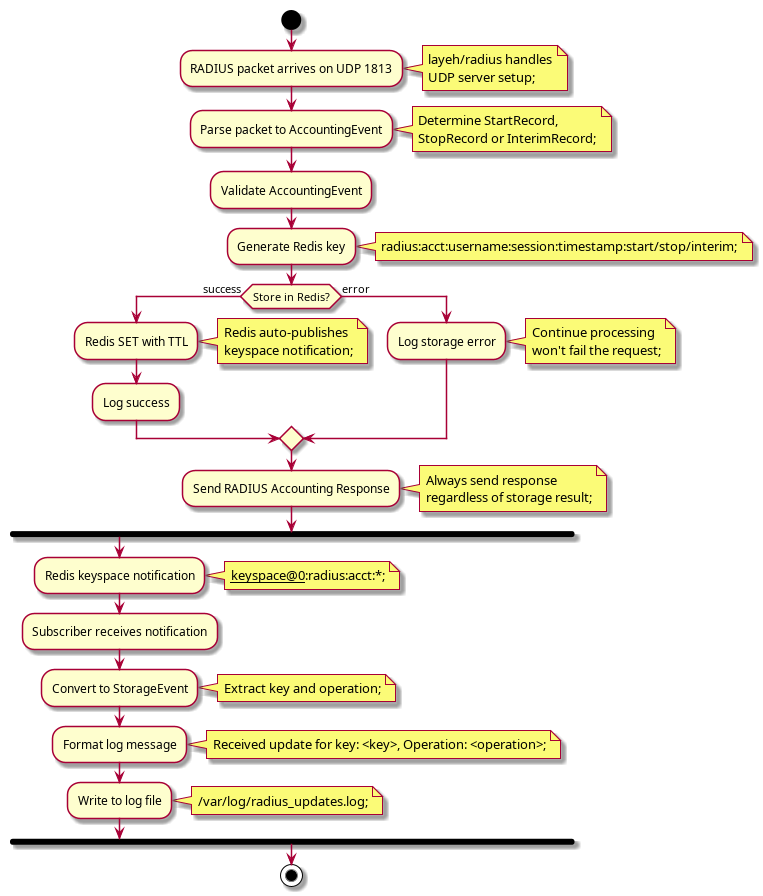 RADIUS packet arrives on UDP 1813
layeh/radius handles
UDP server setup;
Parse packet to AccountingEvent
Determine StartRecord,
StopRecord or InterimRecord;
Validate AccountingEvent
Generate Redis key
radius:acct:username:session:timestamp:start/stop/interim;
success
Store in Redis?
error
Redis SET with TTL
Redis auto-publishes
keyspace notification;
Log storage error
Continue processing
won't fail the request;
Log success
Send RADIUS Accounting Response
Always send response
regardless of storage result;
Redis keyspace notification
keyspace@0:radius:acct:*;
Subscriber receives notification
Convert to StorageEvent
Extract key and operation;
Format log message
Received update for key: <key>, Operation: <operation>;
Write to log file
/var/log/radius_updates.log;